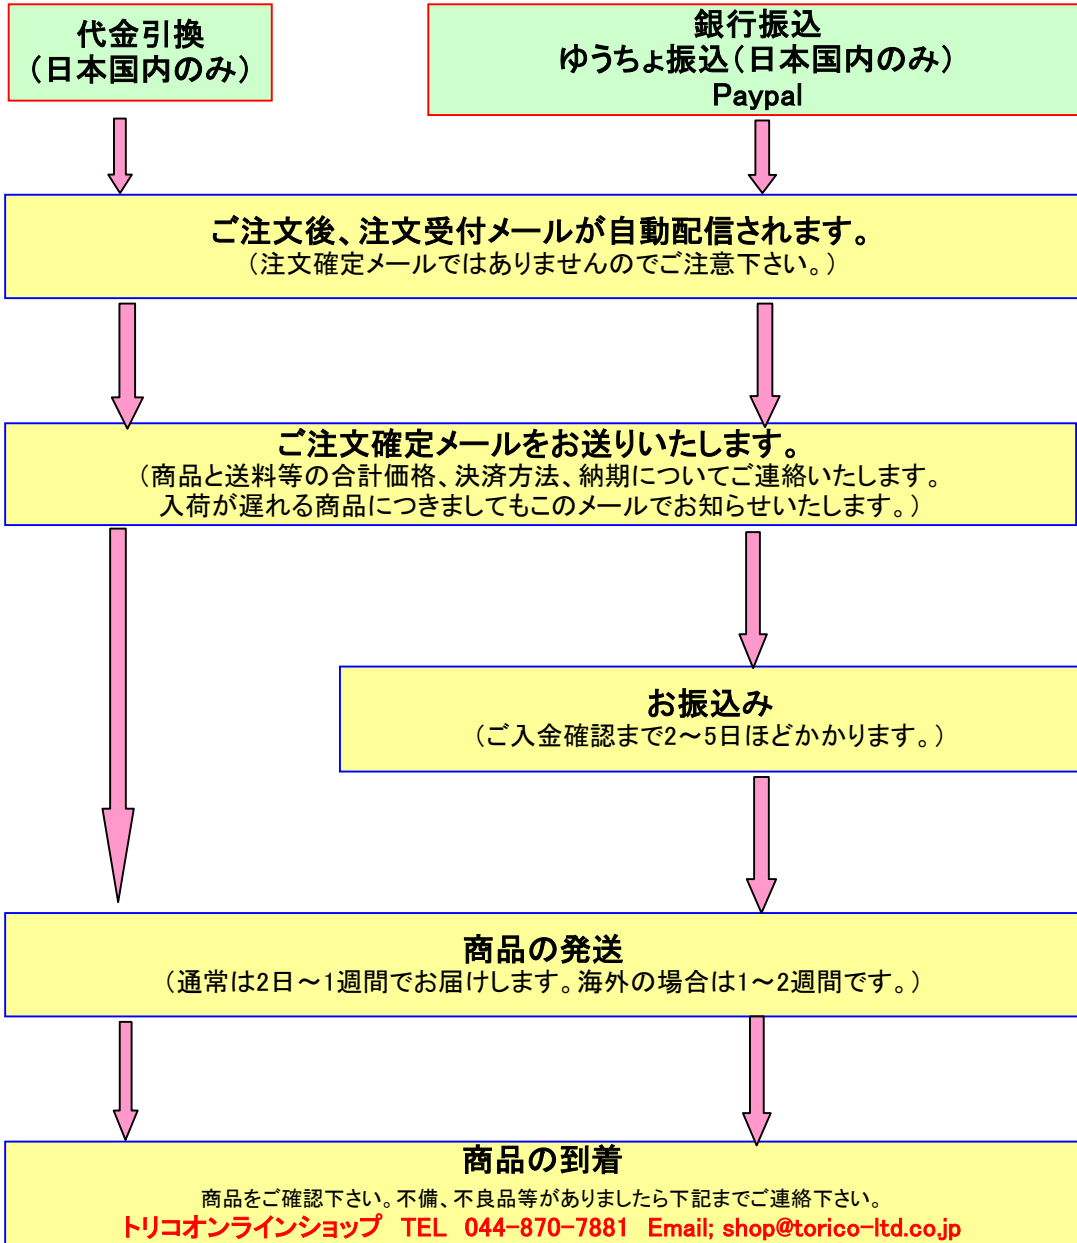 代金引換
（日本国内のみ）
銀行振込
ゆうちょ振込（日本国内のみ）
Paypal
ご注文後、注文受付メールが自動配信されます。
（注文確定メールではありませんのでご注意下さい。）
ご注文確定メールをお送りいたします。
（商品と送料等の合計価格、決済方法、納期についてご連絡いたします。
入荷が遅れる商品につきましてもこのメールでお知らせいたします。）
お振込み
（ご入金確認まで2～5日ほどかかります。）
商品の発送
（通常は2日～1週間でお届けします。海外の場合は1～2週間です。）
商品の到着
商品をご確認下さい。不備、不良品等がありましたら下記までご連絡下さい。
トリコオンラインショップ　TEL　044-870-7881　Email; shop@torico-ltd.co.jp